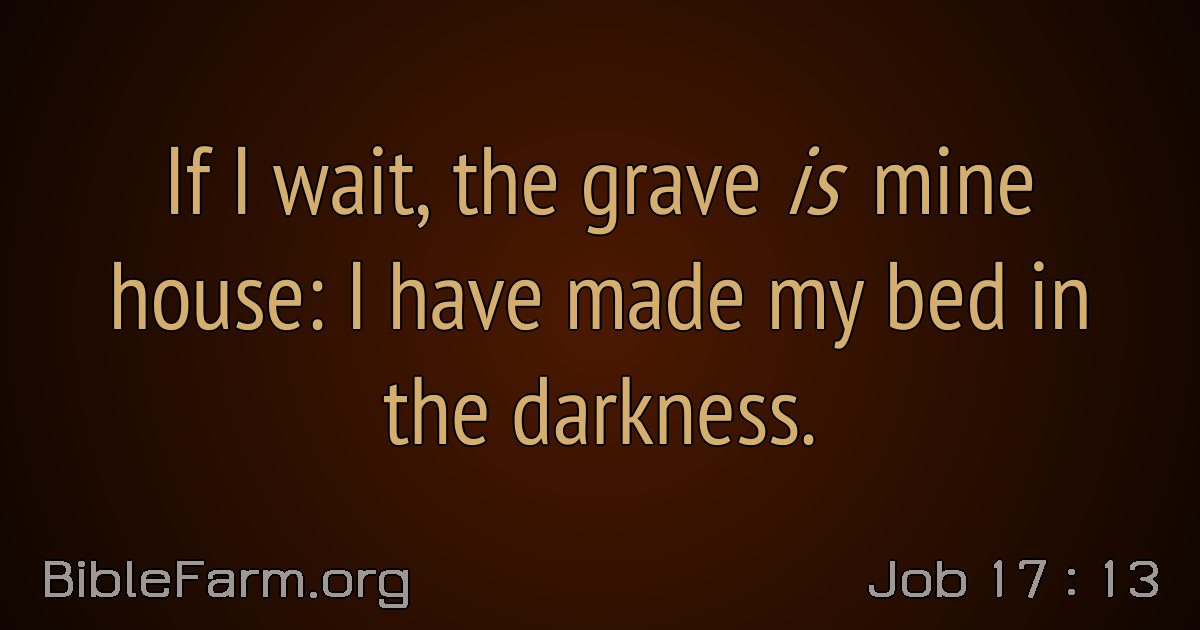 If I wait, the grave is mine
house: I have made my bed in
the darkness.
BibleFarm.org
Job 17 : 13